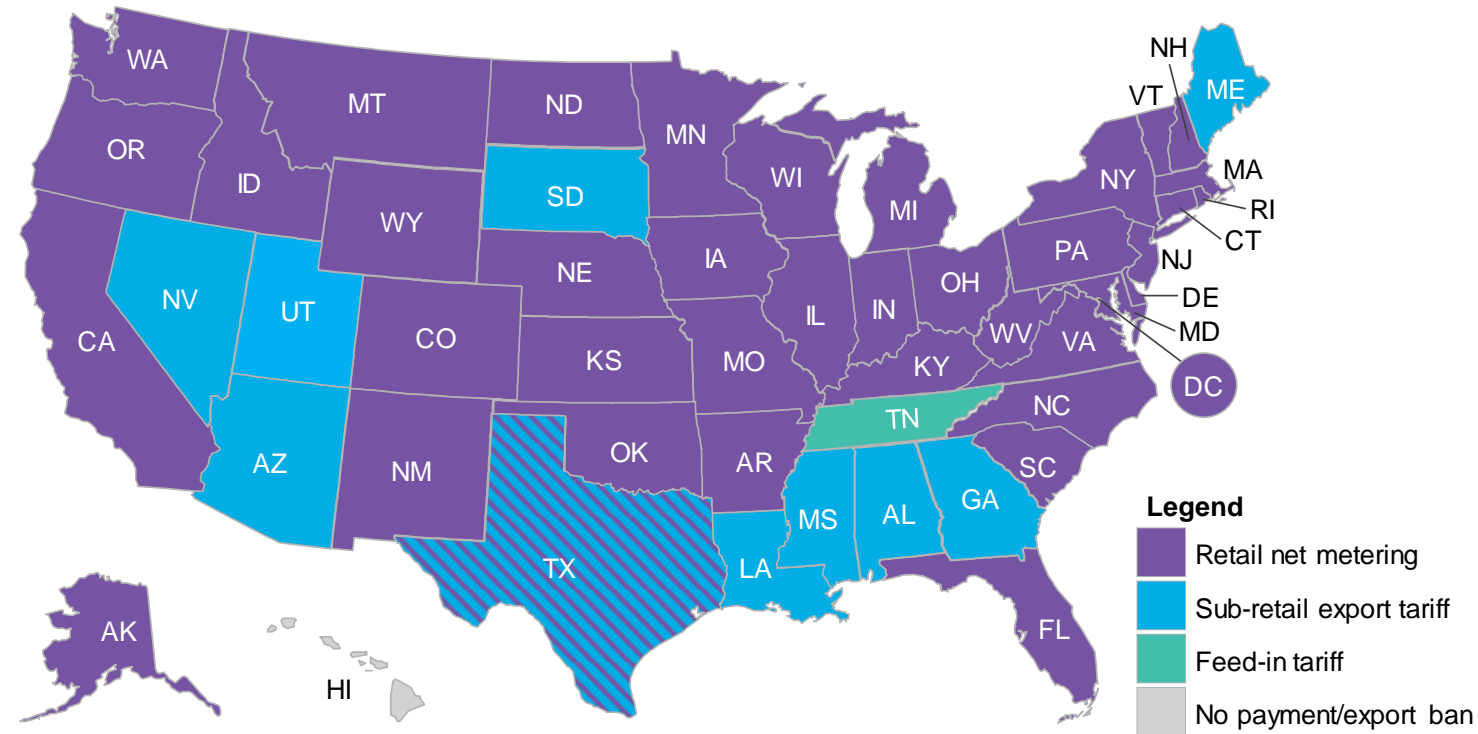 WA
MT
ND
MN
NH
VT
ME
OR
ID
SD
WI
NY
MA
WY
MI
RI
CT
IA
PA
NE
NJ
NV
UT
OH
IL
IN
DE
CA
CO
WV
MD
VA
KS
MO
KY
DC
NC
TN
AZ
NM
OK
AR
SC
MS
AL
GA
TX
LA
AK
FL
HI
Legend
Retail net metering
Sub-retail export tariff
Feed-in tariff
No payment/export ban